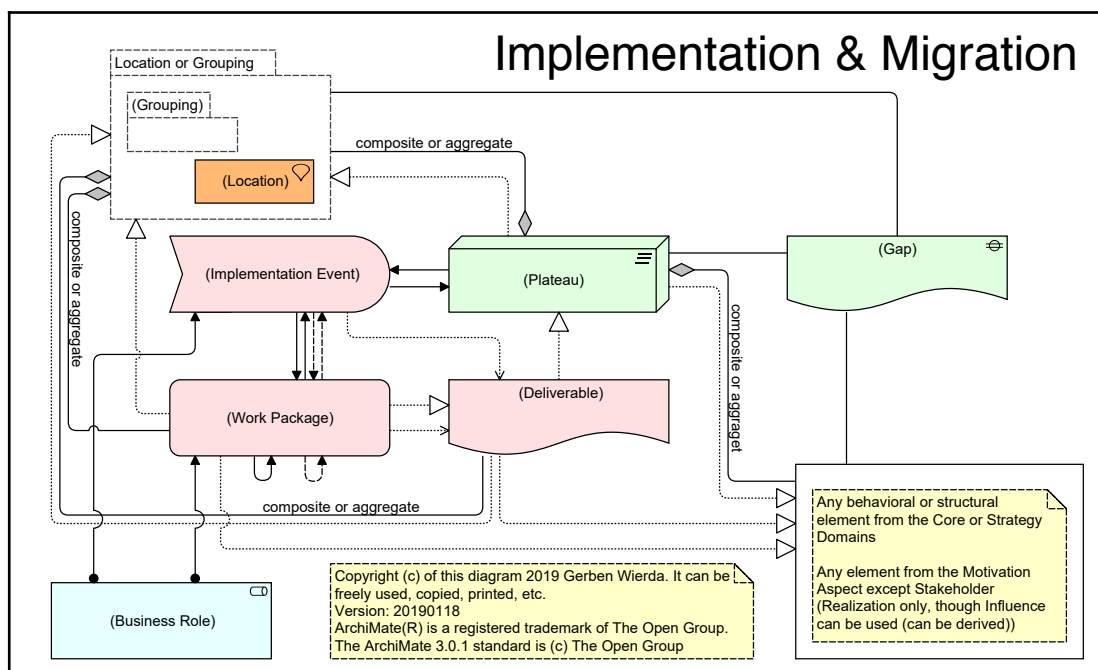 Implementation & Migration
Location or Grouping
(Grouping)
(Location)
composite or aggregate
composite or aggregate
(Implementation Event)
(Plateau)
(Gap)
composite or aggraget
(Work Package)
(Deliverable)
composite or aggregate
Any behavioral or structural
element from the Core or Strategy
Domains
Any element from the Motivation
Aspect except Stakeholder
(Realization only, though Influence
can be used (can be derived))
(Business Role)
Copyright (c) of this diagram 2019 Gerben Wierda. It can be
freely used, copied, printed, etc.
Version: 20190118
ArchiMate(R) is a registered trademark of The Open Group.
The ArchiMate 3.0.1 standard is (c) The Open Group